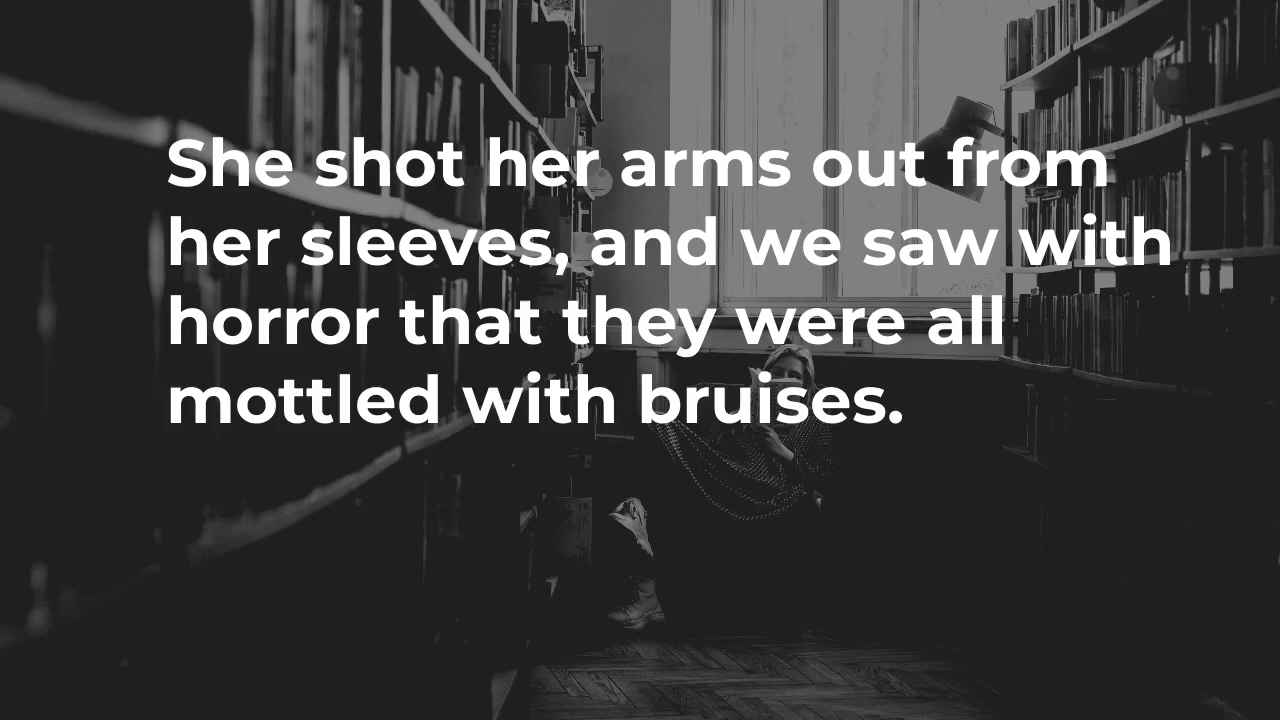 She shot her arms out from
her sleeves, and we saw with
horror that they were all
mottled with bruises.